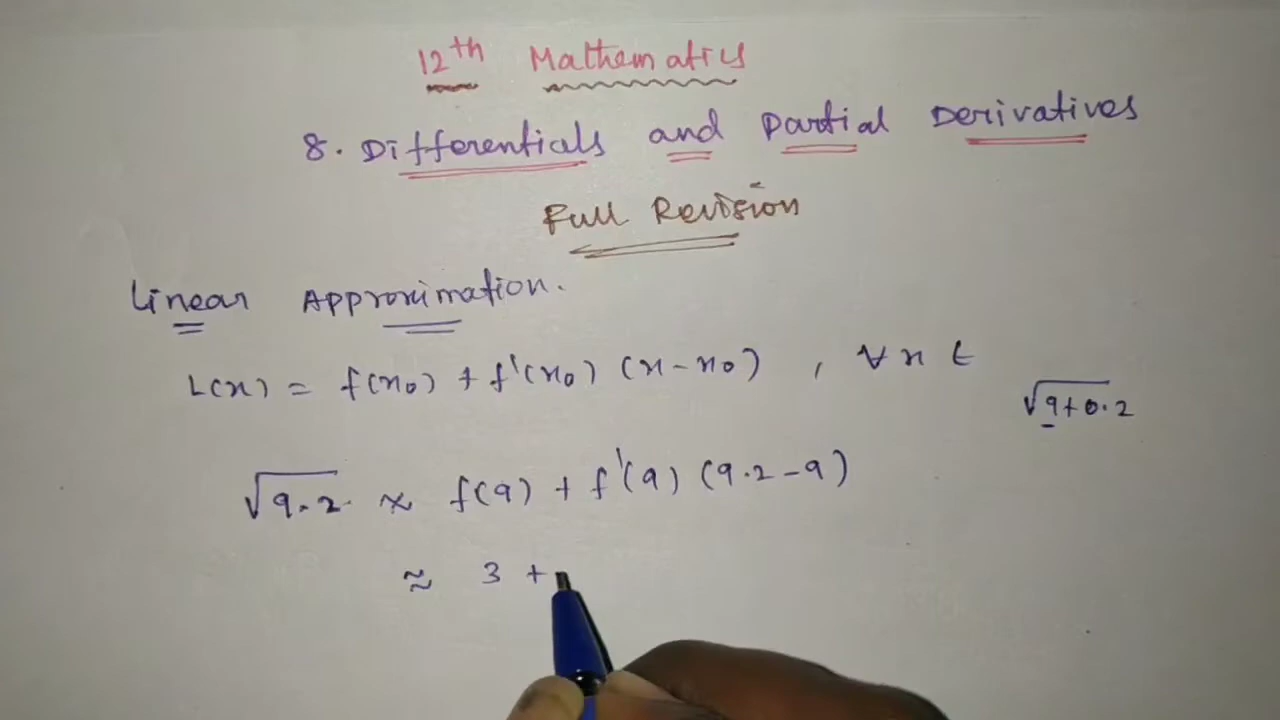 12th Mathematics
8. Differentials and Partial Derivatives
Full Revision
Linear Approximation.
L(x) = f(x₀) + f'(x₀) (x-x₀) , ∀ x ∈
√9+0.2
√9.2 ≈ f(9) + f'(9) (9.2-9)
≈ 3 +